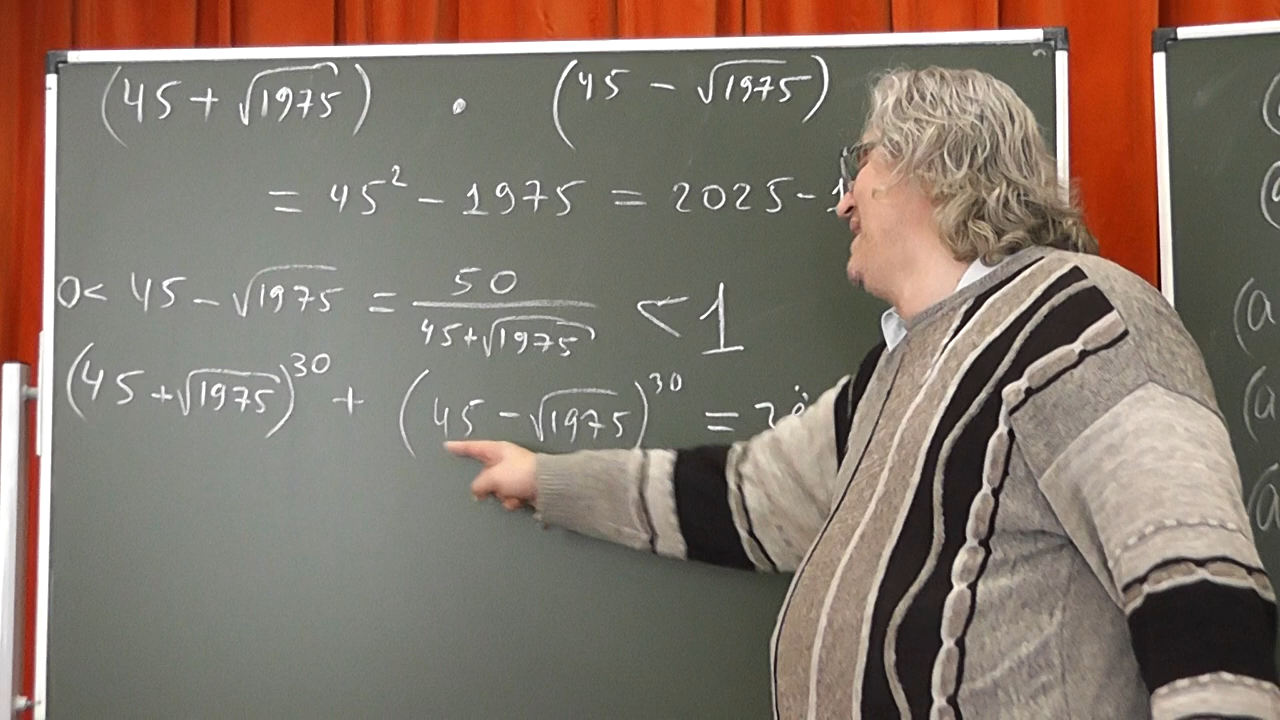 (45 + √1975) · (45 − √1975)
= 45² − 1975 = 2025 − 1
0 < 45 − √1975 = 50 / (45+√1975) < 1
(45 + √1975)³⁰ + (45 − √1975)³⁰ =
(a
(a
(a